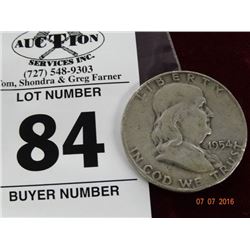 AUCTION
SERVICES INC.
(727) 548-9303
Tom, Shondra & Greg Farner
LOT NUMBER
84
BUYER NUMBER
LIBERTY
1954
IN GOD WE TRUST
07 07 2016